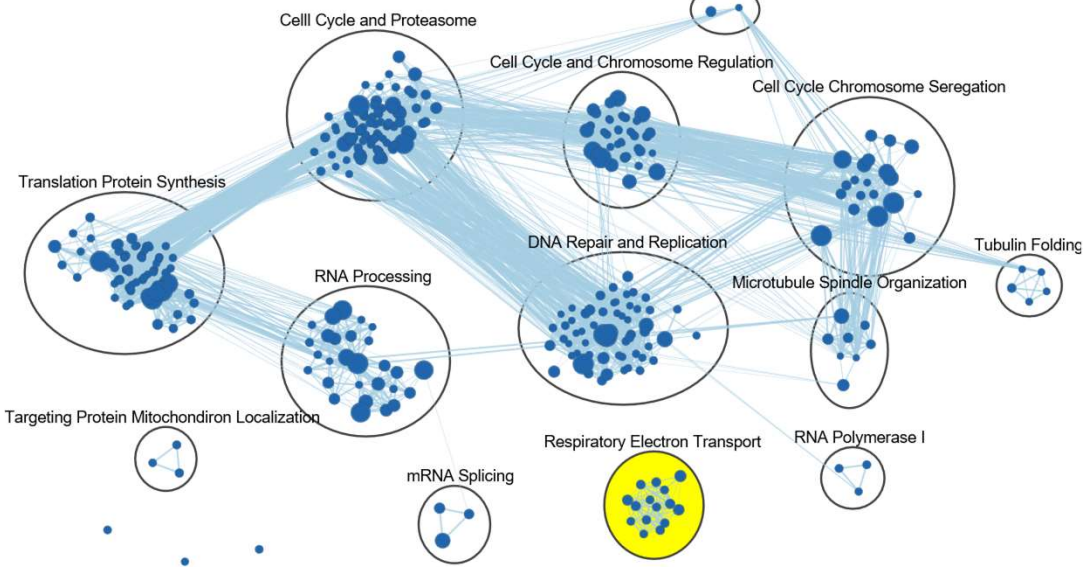 Celll Cycle and Proteasome
Cell Cycle and Chromosome Regulation
Cell Cycle Chromosome Seregation
Translation Protein Synthesis
RNA Processing
DNA Repair and Replication
Tubulin Folding
Microtubule Spindle Organization
Targeting Protein Mitochondiron Localization
Respiratory Electron Transport
RNA Polymerase I
mRNA Splicing